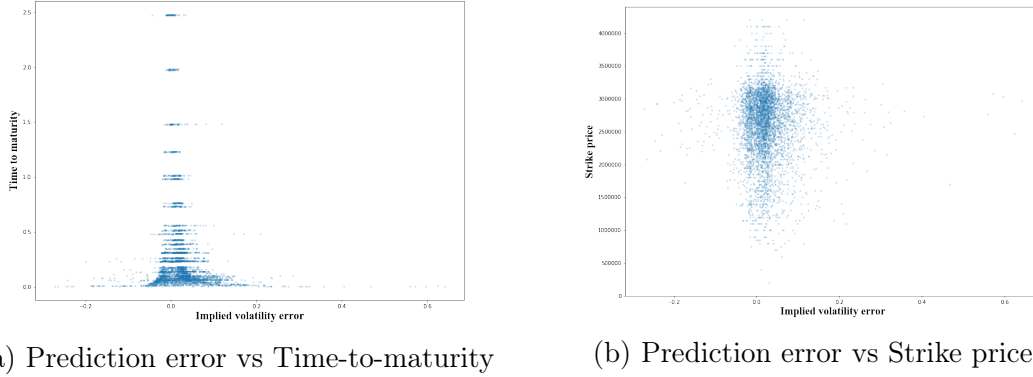 2.5
2.0
1.5
1.0
0.5
0.0
Time to maturity
−0.2 0.0 0.2 0.4 0.6
Implied volatility error
4000000
3500000
3000000
2500000
2000000
1500000
1000000
500000
0
Strike price
−0.2 0.0 0.2 0.4 0.6
Implied volatility error
) Prediction error vs Time-to-maturity
(b) Prediction error vs Strike price